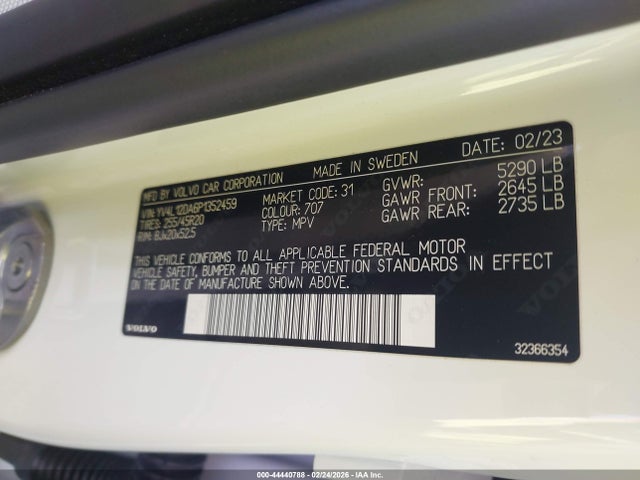 MFD. BY VOLVO CAR CORPORATION MADE IN SWEDEN DATE: 02/23
VIN: YV4L12DA6P1352459 MARKET CODE: 31 GVWR: 5290 LB
TIRES: 255/45R20 COLOUR: 707 GAWR FRONT: 2645 LB
RIM: 8Jx20x52.5 TYPE: MPV GAWR REAR: 2735 LB
THIS VEHICLE CONFORMS TO ALL APPLICABLE FEDERAL MOTOR
VEHICLE SAFETY, BUMPER AND THEFT PREVENTION STANDARDS IN EFFECT
ON THE DATE OF MANUFACTURE SHOWN ABOVE.
VOLVO 32366354
000-44440788 - 02/24/2026 - IAA Inc.